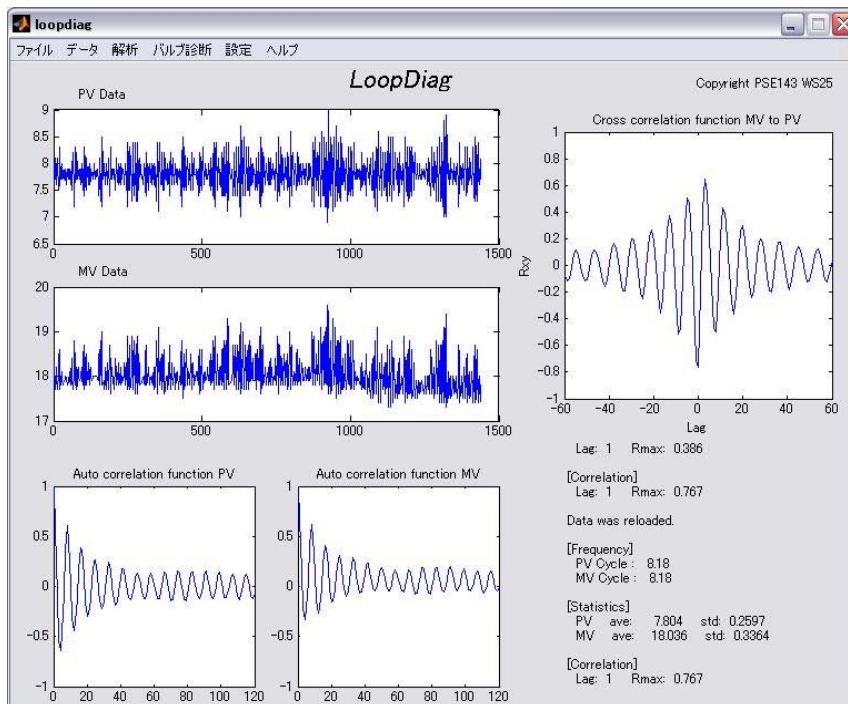 loopdiag
ファイル データ 解析 バルブ診断 設定 ヘルプ
LoopDiag
Copyright PSE143 WS25
PV Data
9
8.5
8
7.5
7
6.5
0 500 1000 1500
MV Data
20
19
18
17
0 500 1000 1500
Cross correlation function MV to PV
1
0.8
0.6
0.4
0.2
0
-0.2
-0.4
-0.6
-0.8
-1
Rxy
-60 -40 -20 0 20 40 60
Lag
Auto correlation function PV
1
0.5
0
-0.5
-1
0 20 40 60 80 100 120
Auto correlation function MV
1
0.5
0
-0.5
-1
0 20 40 60 80 100 120
Lag: 1 Rmax: 0.386
[Correlation]
Lag: 1 Rmax: 0.767
Data was reloaded.
[Frequency]
PV Cycle : 8.18
MV Cycle : 8.18
[Statistics]
PV ave: 7.804 std: 0.2597
MV ave: 18.036 std: 0.3364
[Correlation]
Lag: 1 Rmax: 0.767